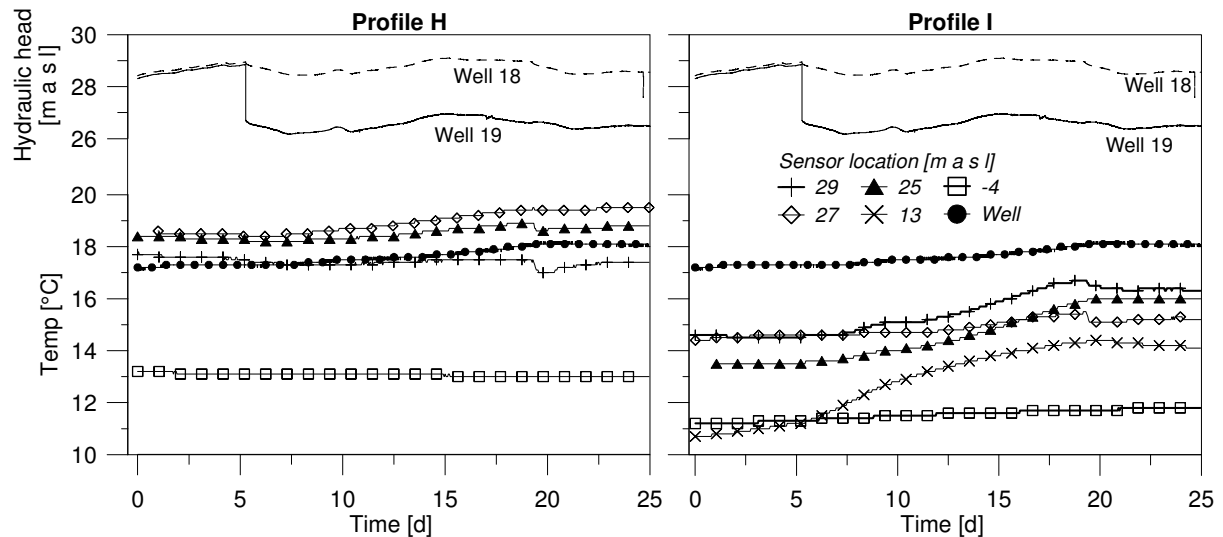 Profile H
Profile I
Hydraulic head
[m a s l]
30
28
26
Well 18
Well 19
Well 18
Well 19
Sensor location [m a s l]
29 25 -4
27 13 Well
Temp [°C]
20
18
16
14
12
10
0 5 10 15 20 25
0 5 10 15 20 25
Time [d]
Time [d]